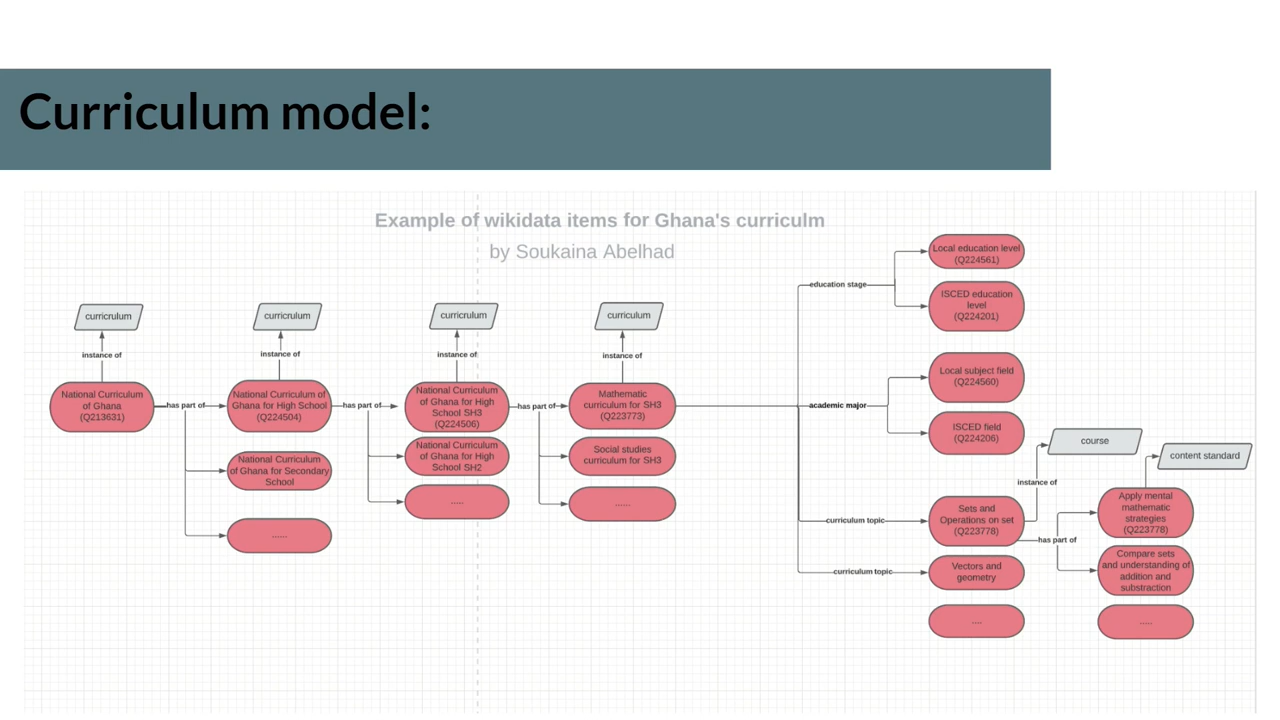 Curriculum model:
Example of wikidata items for Ghana's curriculm
by Soukaina Abelhad
curricrulum
instance of
National Curriculum
of Ghana
(Q213631)
has part of
curricrulum
instance of
National Curriculum of
Ghana for High School
(Q224504)
National Curriculum
of Ghana for Secondary
School
......
has part of
curricrulum
instance of
National Curriculum
of Ghana for High
School SH3
(Q224506)
National Curriculum
of Ghana for High
School SH2
.....
has part of
curriculum
instance of
Mathematic
curriculum for SH3
(Q223773)
Social studies
curriculum for SH3
......
education stage
Local education level
(Q224561)
ISCED education
level
(Q224201)
academic major
Local subject field
(Q224560)
ISCED field
(Q224206)
curriculum topic
Sets and
Operations on set
(Q223778)
curriculum topic
Vectors and
geometry
....
instance of
course
has part of
content standard
Apply mental
mathematic
strategies
(Q223778)
Compare sets
and understanding of
addition and
substraction
.....